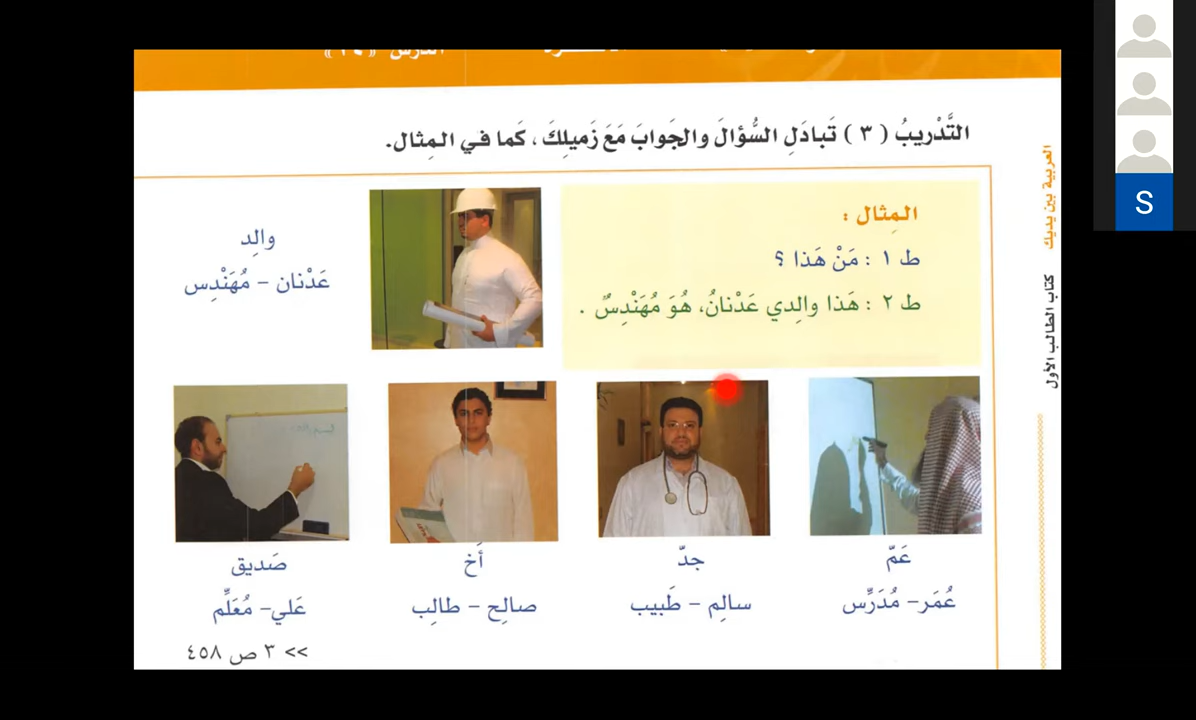 التَّدْريبُ ( ٣ ) تَبادَلِ السُّؤالَ والجَوابَ مَعَ زَميلِكَ ، كَما في المِثال.
المِثال :
ط ١ : مَنْ هَذا ؟
ط ٢ : هَذا والِدي عَدْنانُ، هُوَ مُهَنْدِسٌ .
والِد
عَدْنان – مُهَنْدِس
عَمّ
عُمَر – مُدَرِّس
جدّ
سالِم – طَبيب
أَخ
صالِح – طالِب
صَديق
عَلي – مُعَلِّم
>> ٣ ص ٤٥٨
العربية بين يديك
كتاب الطالب الأول
S